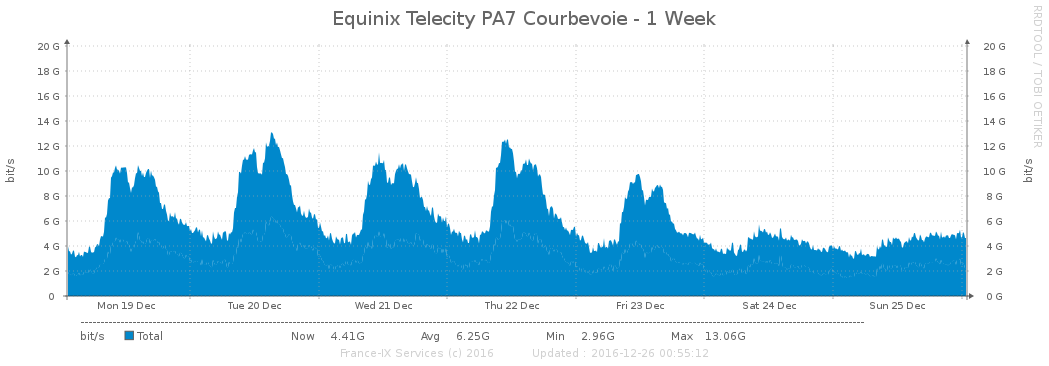 Equinix Telecity PA7 Courbevoie - 1 Week
RRDTOOL / TOBI OETIKER
20 G 20 G
18 G 18 G
16 G 16 G
14 G 14 G
12 G 12 G
10 G 10 G
8 G 8 G
6 G 6 G
4 G 4 G
2 G 2 G
0 0 G
bit/s
bit/s
Mon 19 Dec Tue 20 Dec Wed 21 Dec Thu 22 Dec Fri 23 Dec Sat 24 Dec Sun 25 Dec
bit/s Total Now 4.41G Avg 6.25G Min 2.96G Max 13.06G
France-IX Services (c) 2016 Updated : 2016-12-26 00:55:12